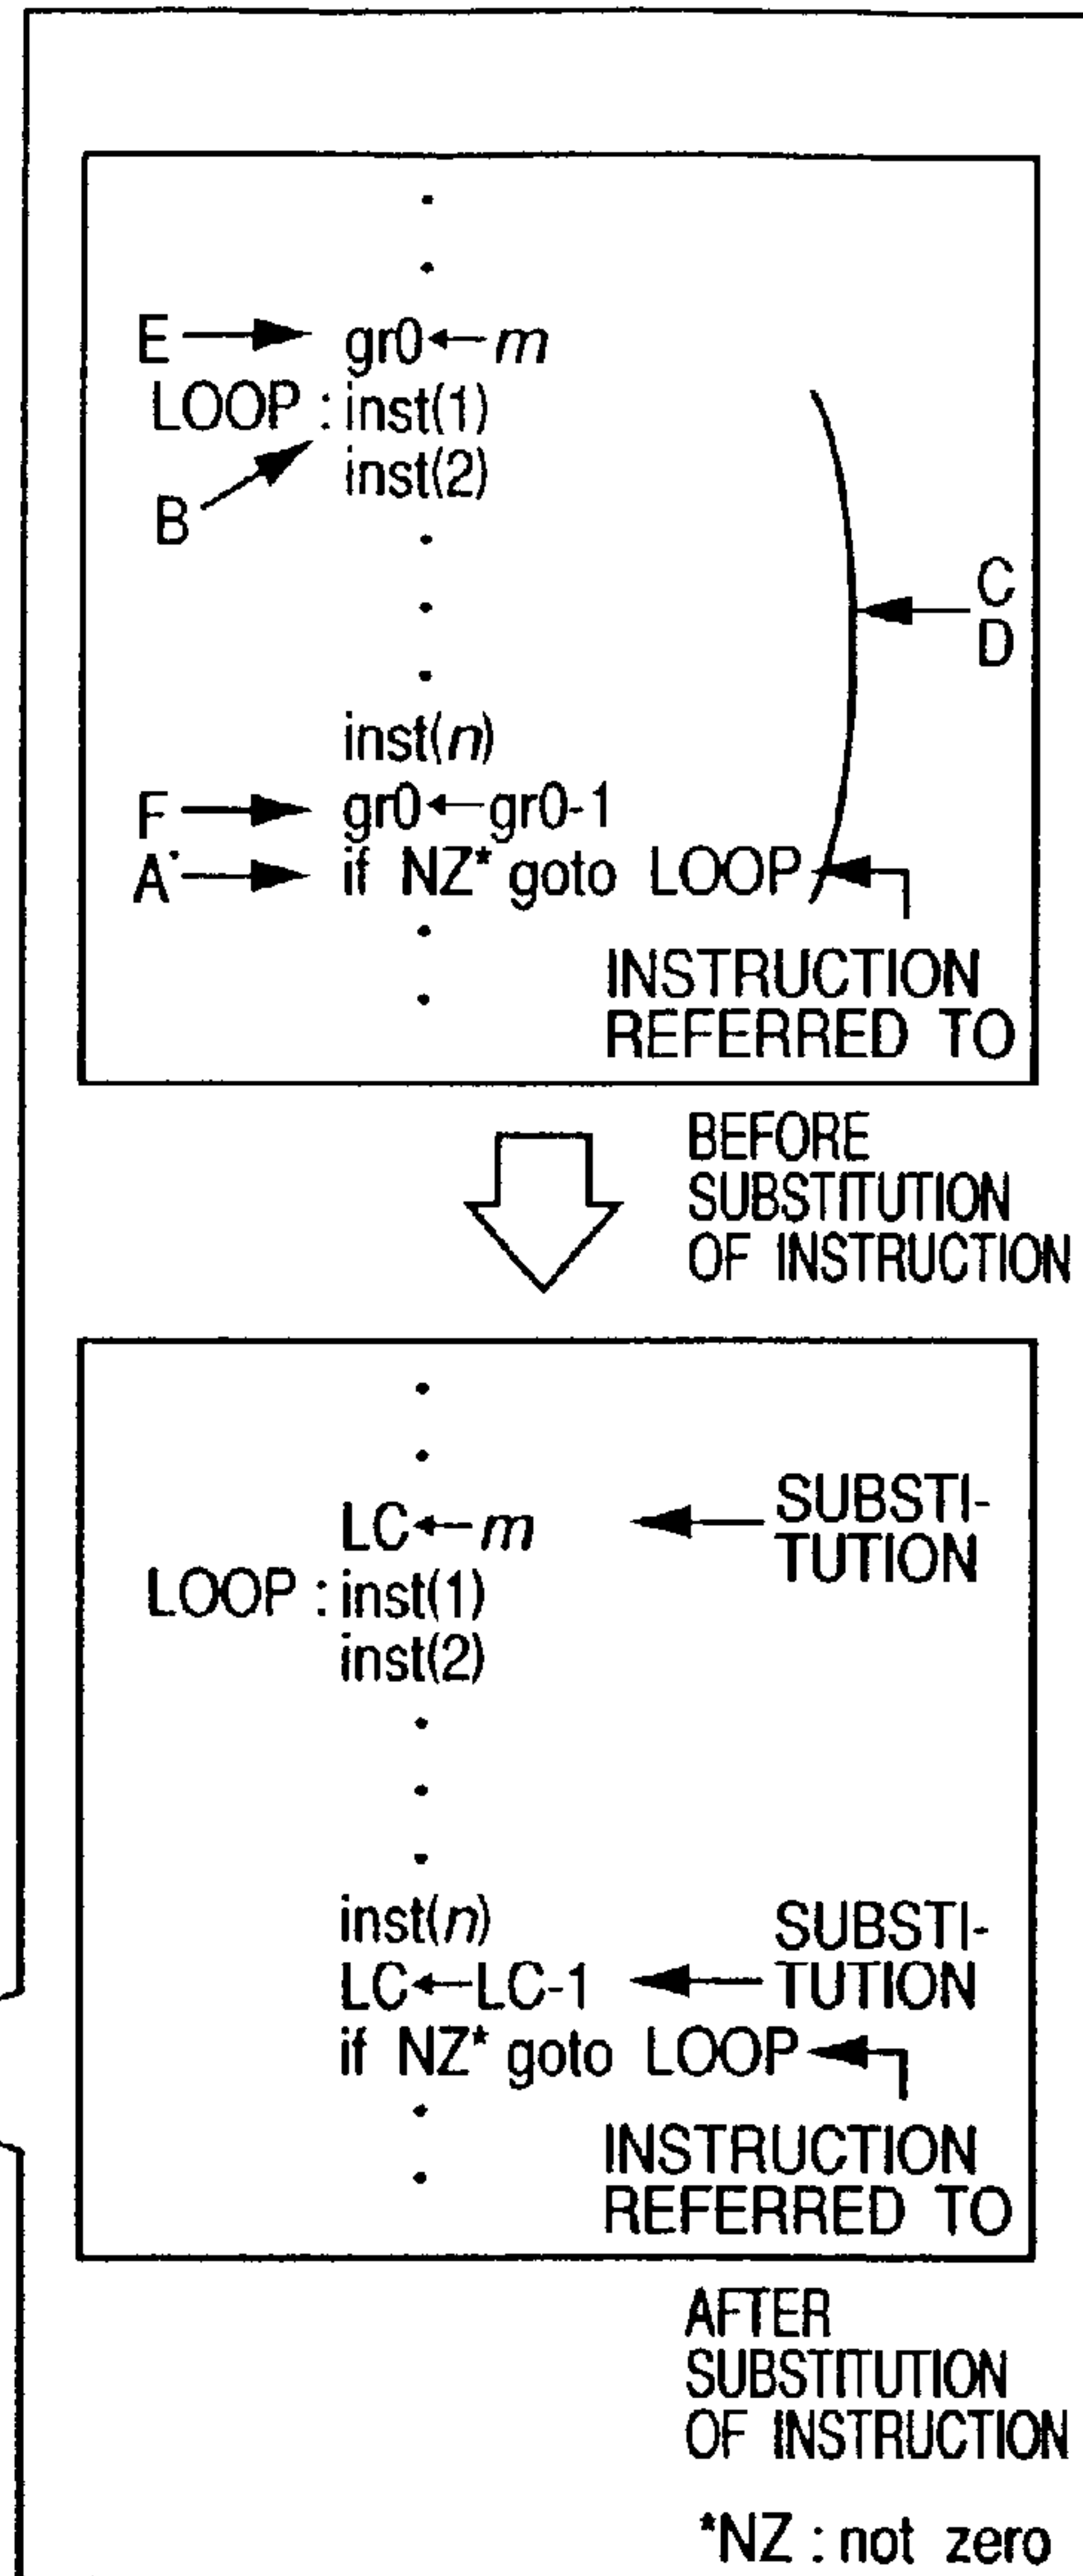 E → gr0←m
LOOP : inst(1)
inst(2)
B
C
D
inst(n)
F → gr0←gr0-1
A → if NZ* goto LOOP
INSTRUCTION
REFERRED TO
BEFORE
SUBSTITUTION
OF INSTRUCTION
LC←m ← SUBSTI-
TUTION
LOOP : inst(1)
inst(2)
inst(n) SUBSTI-
LC←LC-1 ← TUTION
if NZ* goto LOOP
INSTRUCTION
REFERRED TO
AFTER
SUBSTITUTION
OF INSTRUCTION
*NZ : not zero